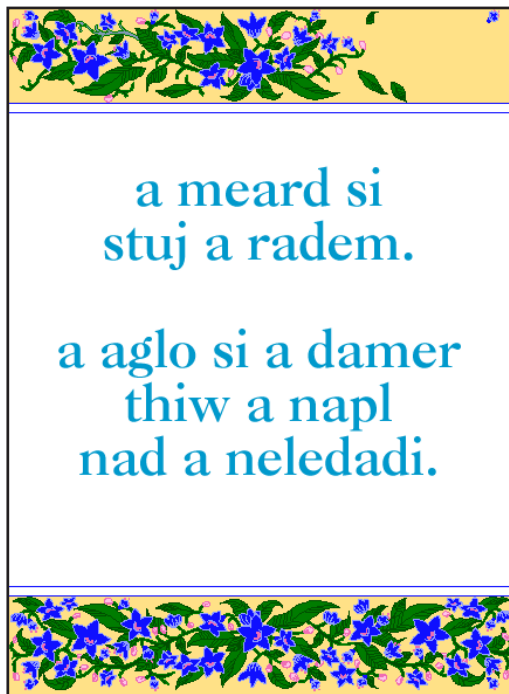 a meard si
stuj a radem.
a aglo si a damer
thiw a napl
nad a neledadi.